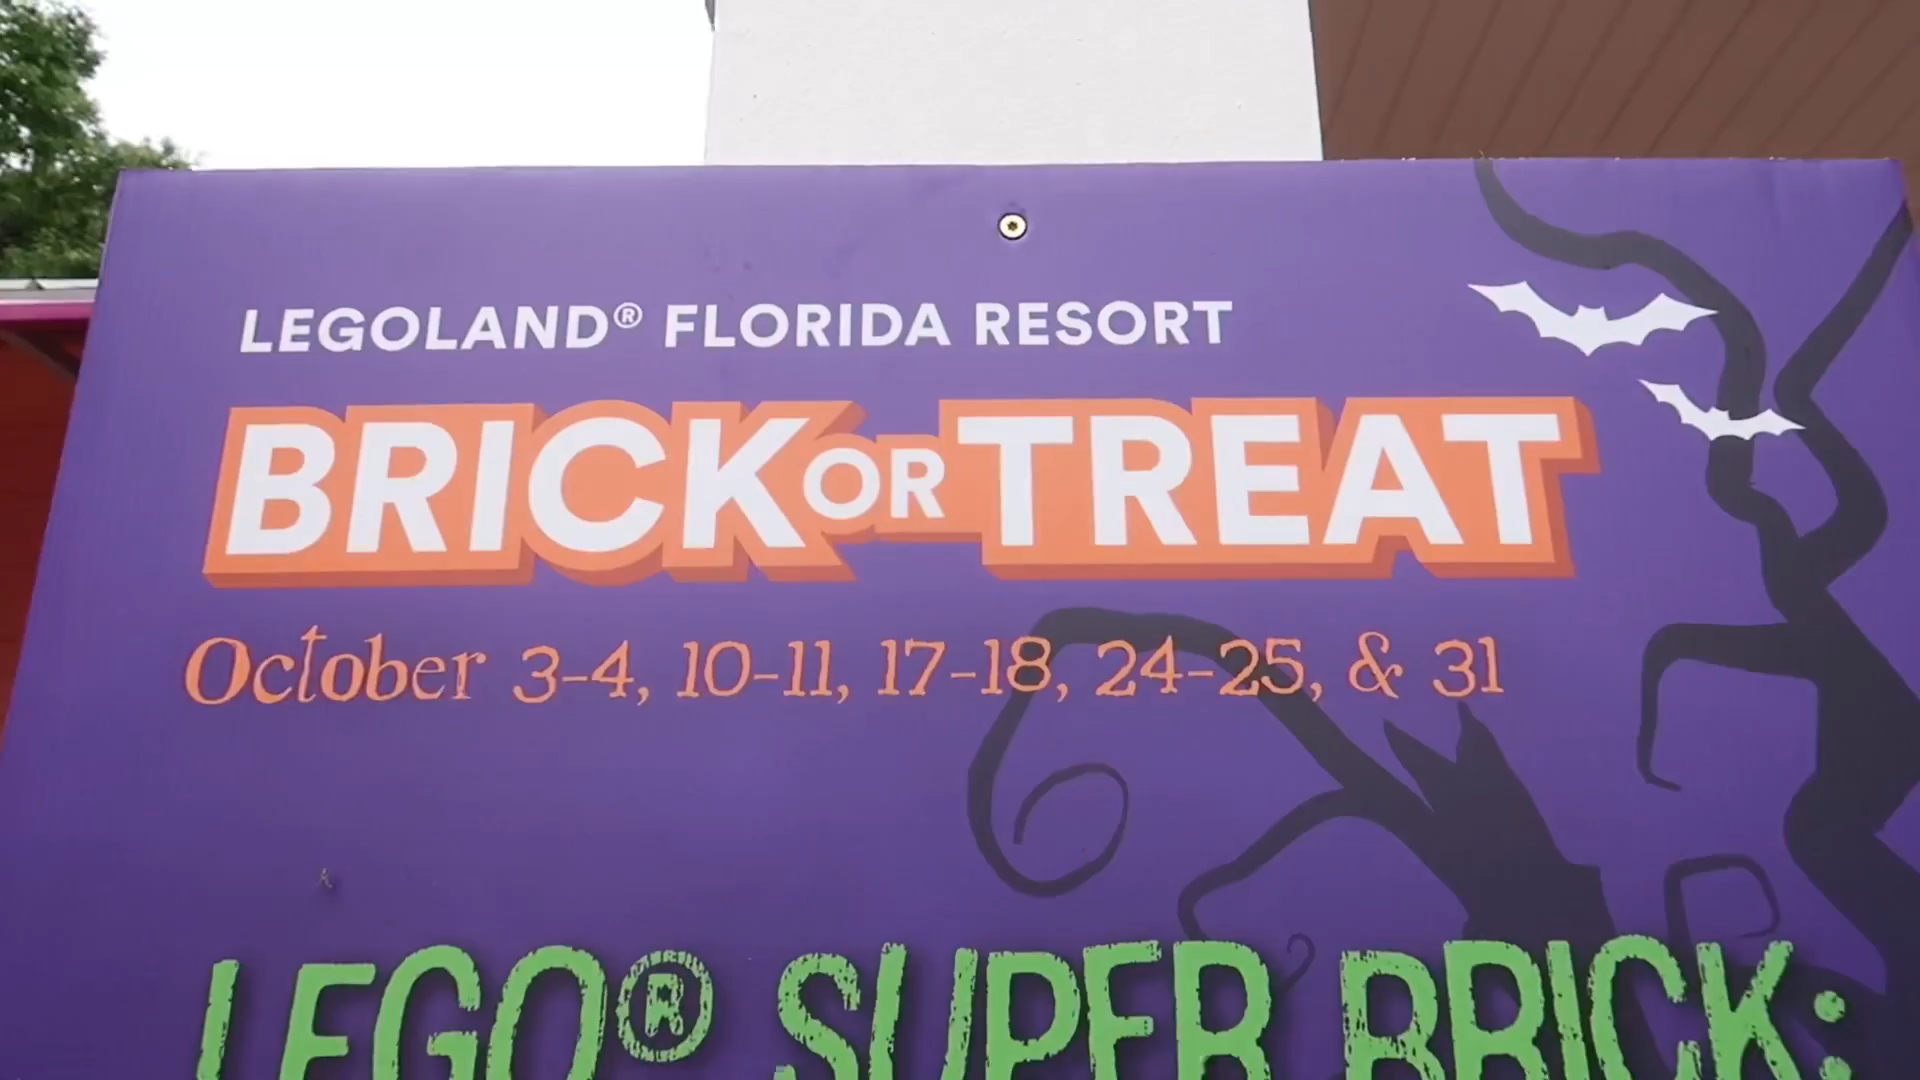 LEGOLAND® FLORIDA RESORT
BRICK OR TREAT
October 3-4, 10-11, 17-18, 24-25, & 31
LEGO® SUPER BRICK: